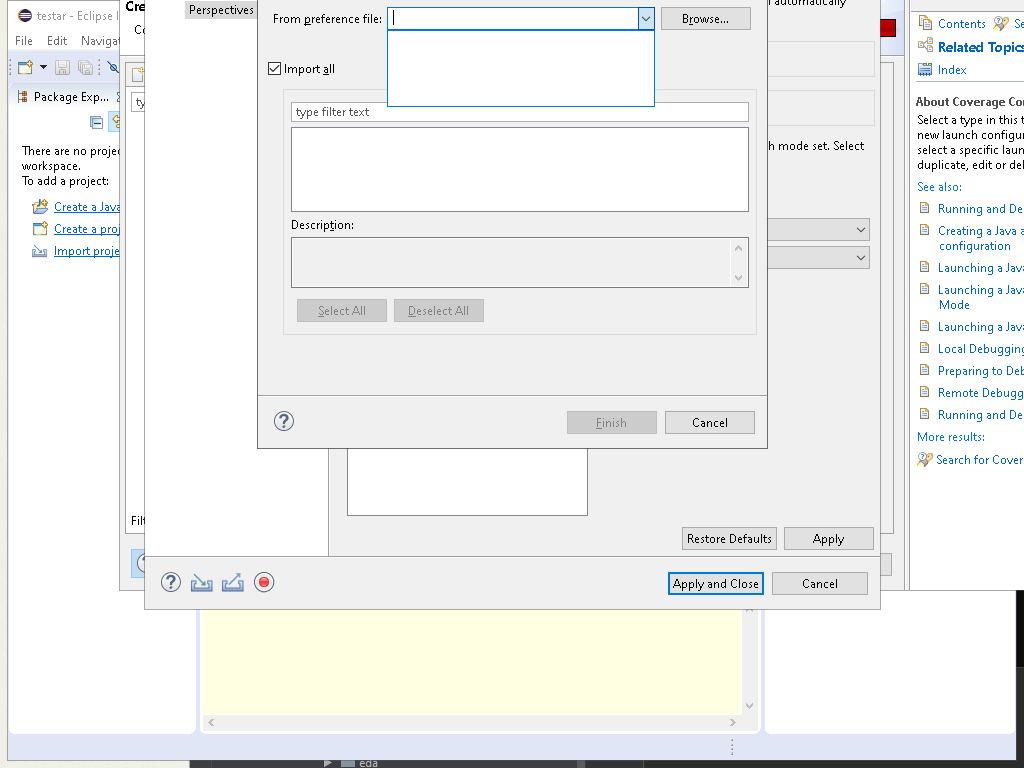 testar - Eclipse
File Edit Navigat
Package Exp...
There are no proje
workspace.
To add a project:
Create a Java
Create a proj
Import proje
Cre
ty
Filt
Perspectives
From preference file:
Browse...
Import all
type filter text
Description:
Select All
Deselect All
Finish
Cancel
automatically
h mode set. Select
Restore Defaults
Apply
Apply and Close
Cancel
Contents
Se
Related Topics
Index
About Coverage Co
Select a type in this t
new launch configur
select a specific laun
duplicate, edit or del
See also:
Running and De
Creating a Java a
configuration
Launching a Java
Launching a Java
Mode
Launching a Java
Local Debugging
Preparing to Deb
Remote Debugg
Running and De
More results:
Search for Cover
eda